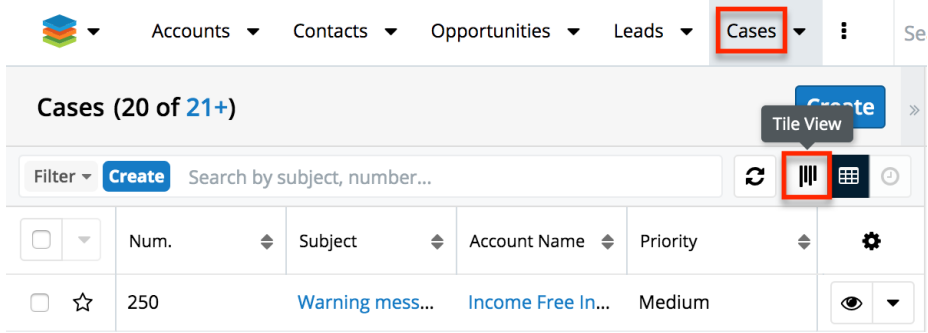 Accounts Contacts Opportunities Leads Cases Se
Cases (20 of 21+) Create
Tile View
Filter Create Search by subject, number...
Num. Subject Account Name Priority
250 Warning mess... Income Free In... Medium